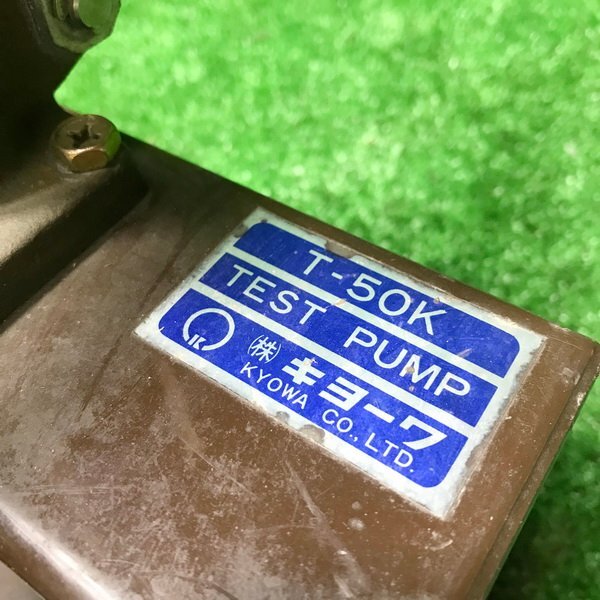 T-50K
TEST PUMP
㈱ キョーワ
KYOWA CO., LTD.